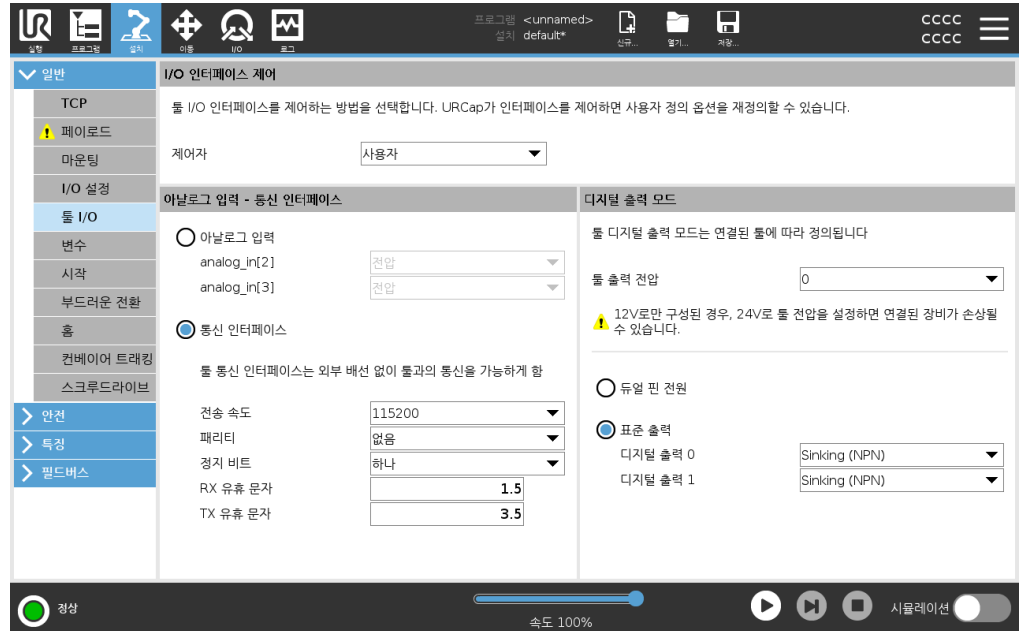 UR
프로그램 <unnamed>
설치 default*
CCCC
CCCC
실행 프로그램 설치 이동 I/O 로그 신규... 열기... 저장...
일반
TCP
페이로드
마운팅
I/O 설정
툴 I/O
변수
시작
부드러운 전환
홈
컨베이어 트래킹
스크루드라이브
안전
특징
필드버스
I/O 인터페이스 제어
툴 I/O 인터페이스를 제어하는 방법을 선택합니다. URCap가 인터페이스를 제어하면 사용자 정의 옵션을 재정의할 수 있습니다.
제어자 사용자
아날로그 입력 - 통신 인터페이스
아날로그 입력
analog_in[2] 전압
analog_in[3] 전압
통신 인터페이스
툴 통신 인터페이스는 외부 배선 없이 툴과의 통신을 가능하게 함
전송 속도 115200
패리티 없음
정지 비트 하나
RX 유휴 문자 1.5
TX 유휴 문자 3.5
디지털 출력 모드
툴 디지털 출력 모드는 연결된 툴에 따라 정의됩니다
툴 출력 전압 0
12V로만 구성된 경우, 24V로 툴 전압을 설정하면 연결된 장비가 손상될
수 있습니다.
듀얼 핀 전원
표준 출력
디지털 출력 0 Sinking (NPN)
디지털 출력 1 Sinking (NPN)
정상
속도 100%
시뮬레이션